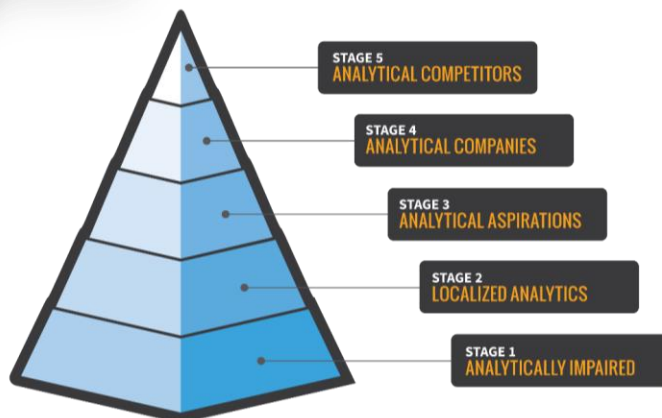 STAGE 5
ANALYTICAL COMPETITORS
STAGE 4
ANALYTICAL COMPANIES
STAGE 3
ANALYTICAL ASPIRATIONS
STAGE 2
LOCALIZED ANALYTICS
STAGE 1
ANALYTICALLY IMPAIRED